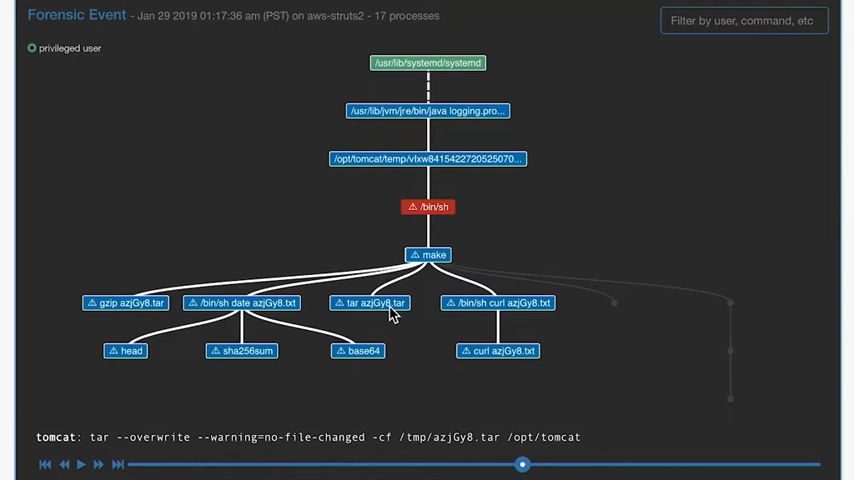 Forensic Event - Jan 29 2019 01:17:36 am (PST) on aws-struts2 - 17 processes
Filter by user, command, etc
privileged user
/usr/lib/systemd/systemd
/usr/lib/jvm/jre/bin/java logging.pro...
/opt/tomcat/temp/vlxw8415422720525070...
/bin/sh
make
gzip azjGy8.tar
/bin/sh date azjGy8.txt
tar azjGy8.tar
/bin/sh curl azjGy8.txt
head
sha256sum
base64
curl azjGy8.txt
tomcat: tar --overwrite --warning=no-file-changed -cf /tmp/azjGy8.tar /opt/tomcat